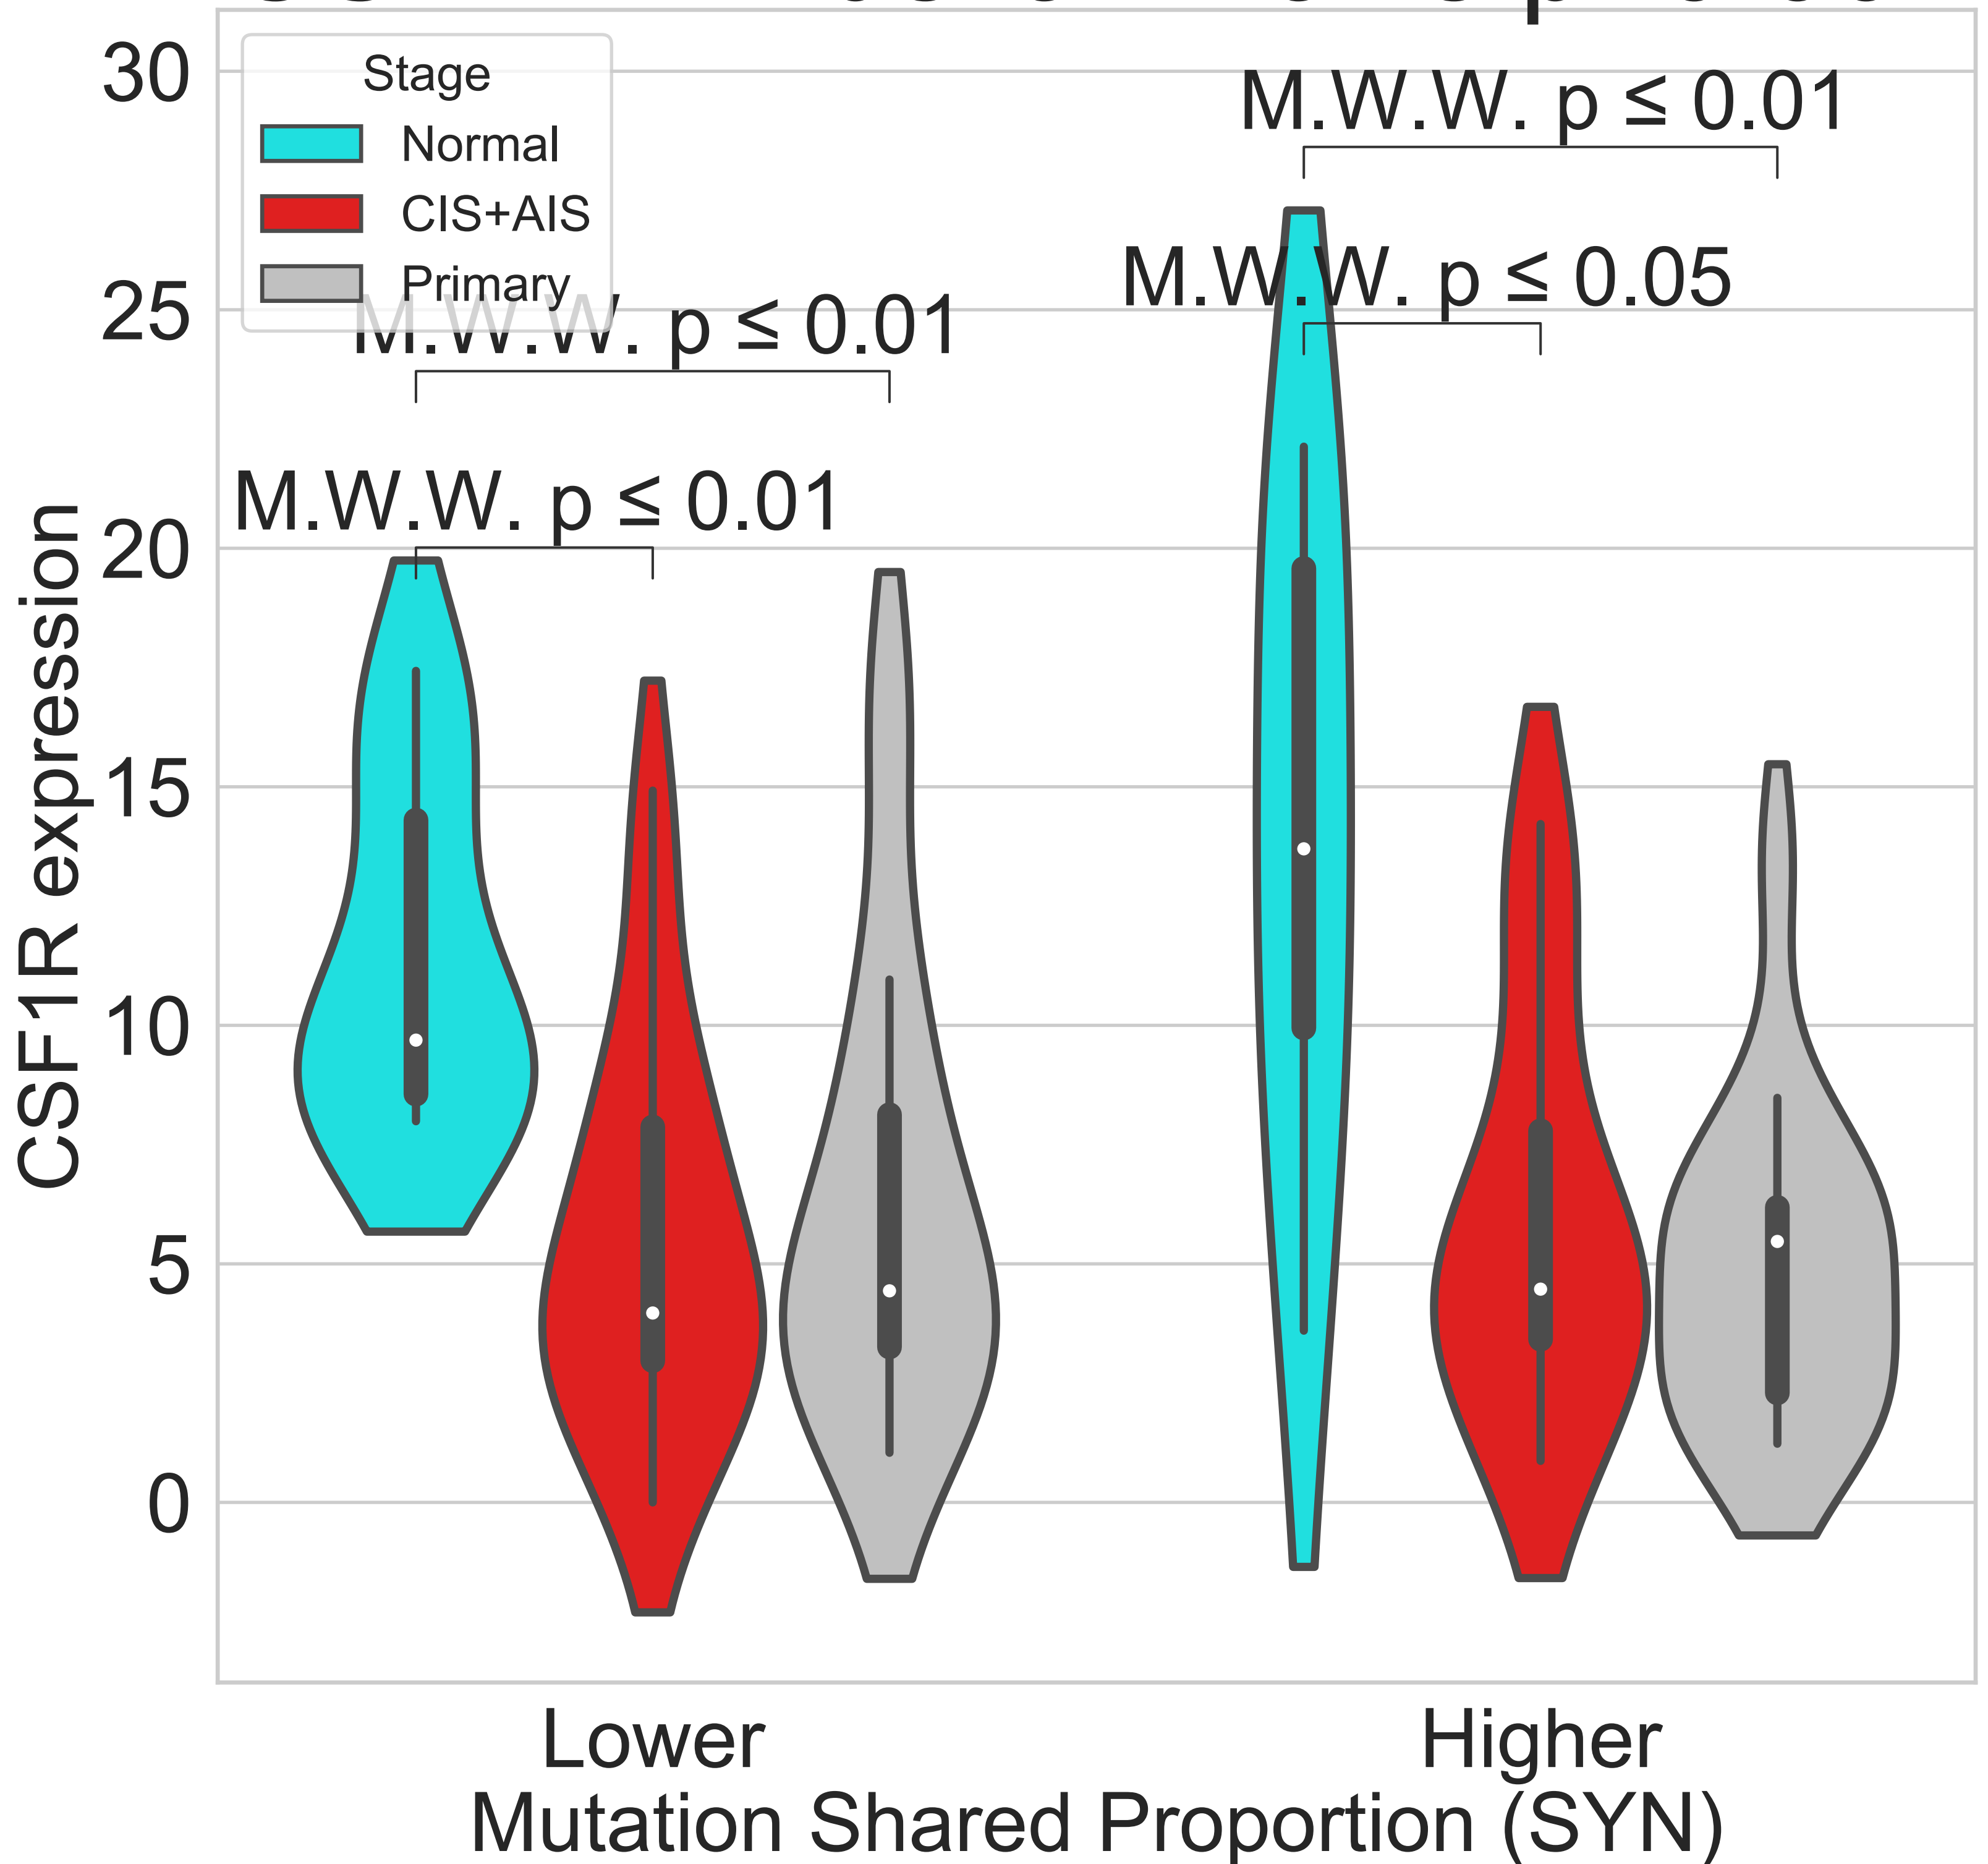 Stage
Normal
CIS+AIS
Primary
M.W.W. p ≤ 0.01
M.W.W. p ≤ 0.05
M.W.W. p ≤ 0.01
M.W.W. p ≤ 0.01
30
25
20
15
10
5
0
CSF1R expression
Lower
Higher
Mutation Shared Proportion (SYN)